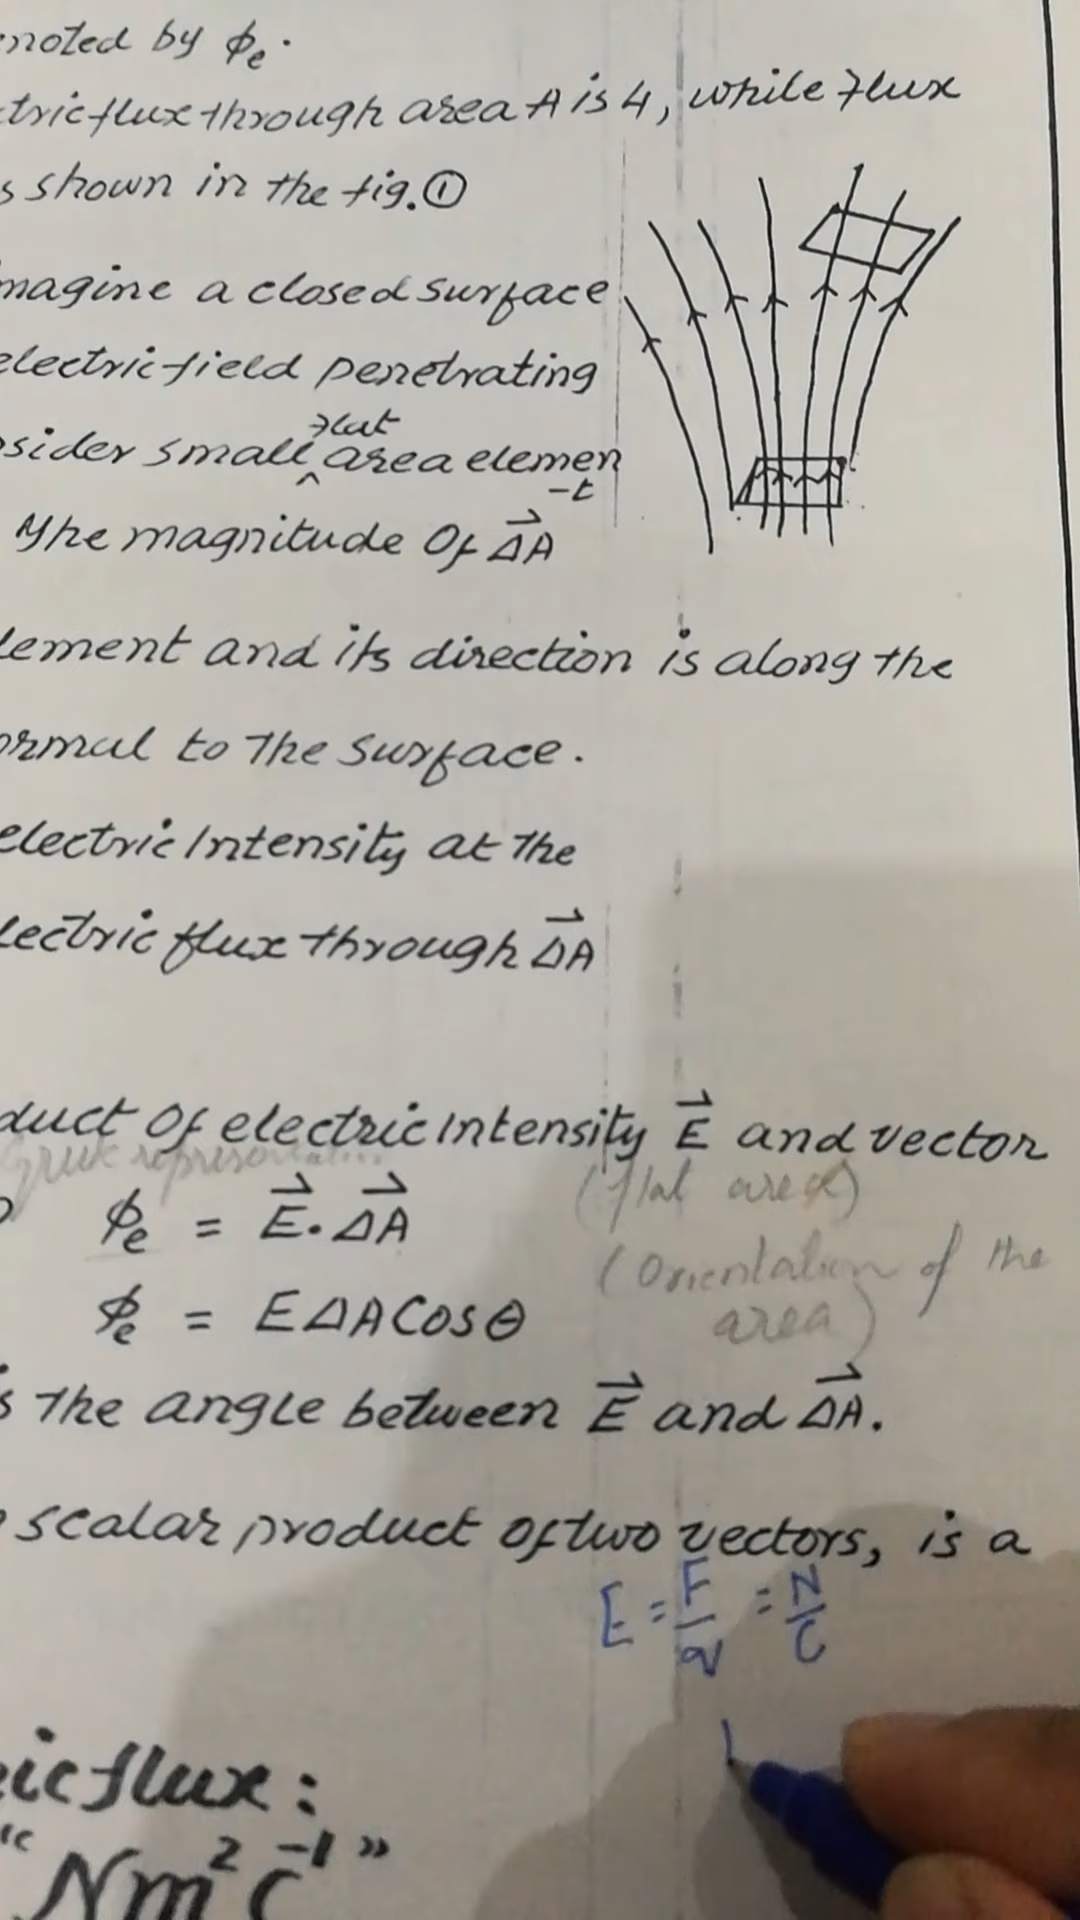 noted by ϕe.
tric flux through area A is 4, while flux
s shown in the fig.①
magine a closed surface
electric field penetrating
flat
sider small ^ area elemen
-t
The magnitude Of ΔA⃗
lement and its direction is along the
ormal to the surface.
electric Intensity at the
lectric flux through ΔA⃗
duct Of electric intensity E⃗ and vector
(flat area)
ϕe = E⃗.ΔA⃗
(Orientation of the
area)
ϕe = EΔA Cosθ
s the angle between E⃗ and ΔA⃗.
scalar product of two vectors, is a
E = F/q = N/C
ic flux:
"Nm²C⁻¹"